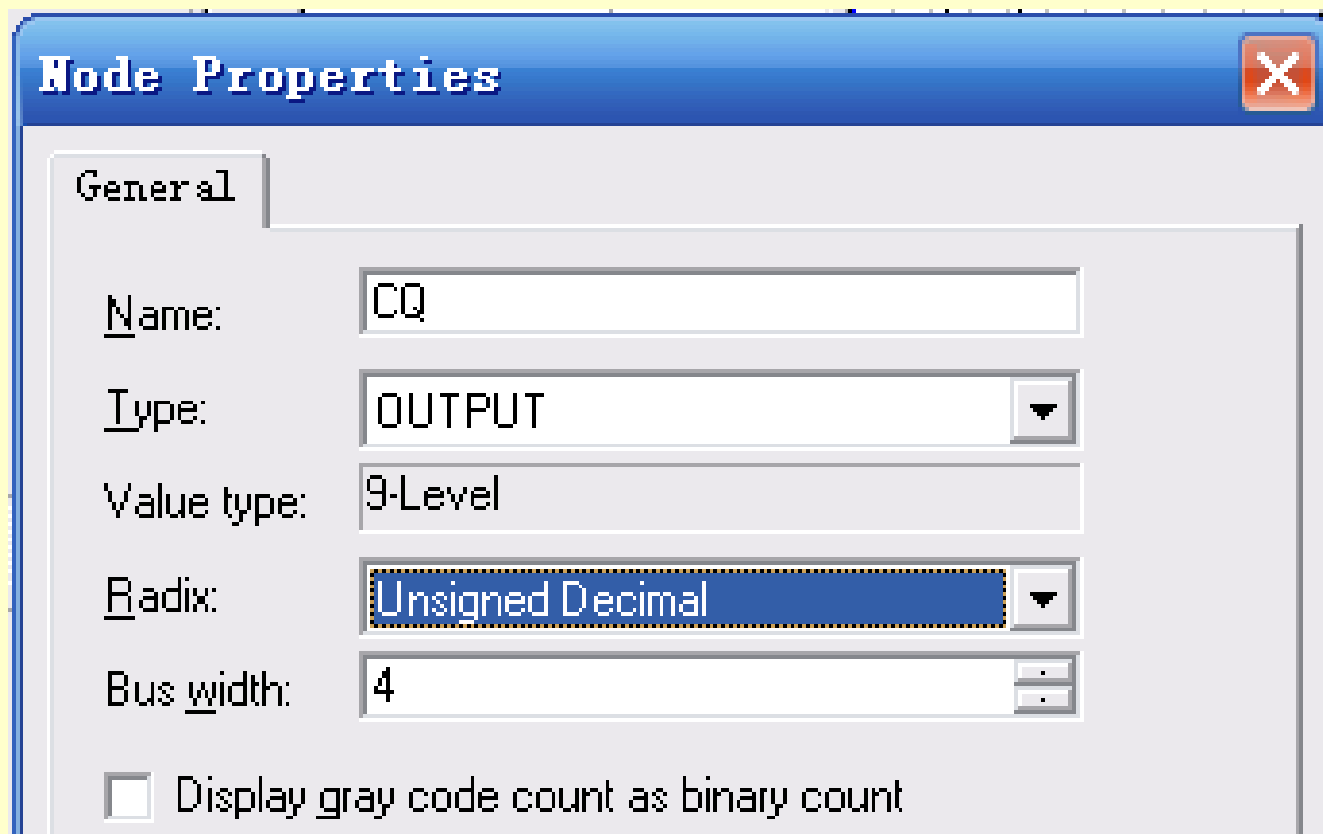 Node Properties
General
Name:
CQ
Type:
OUTPUT
Value type:
9-Level
Radix:
Unsigned Decimal
Bus width:
4
Display gray code count as binary count